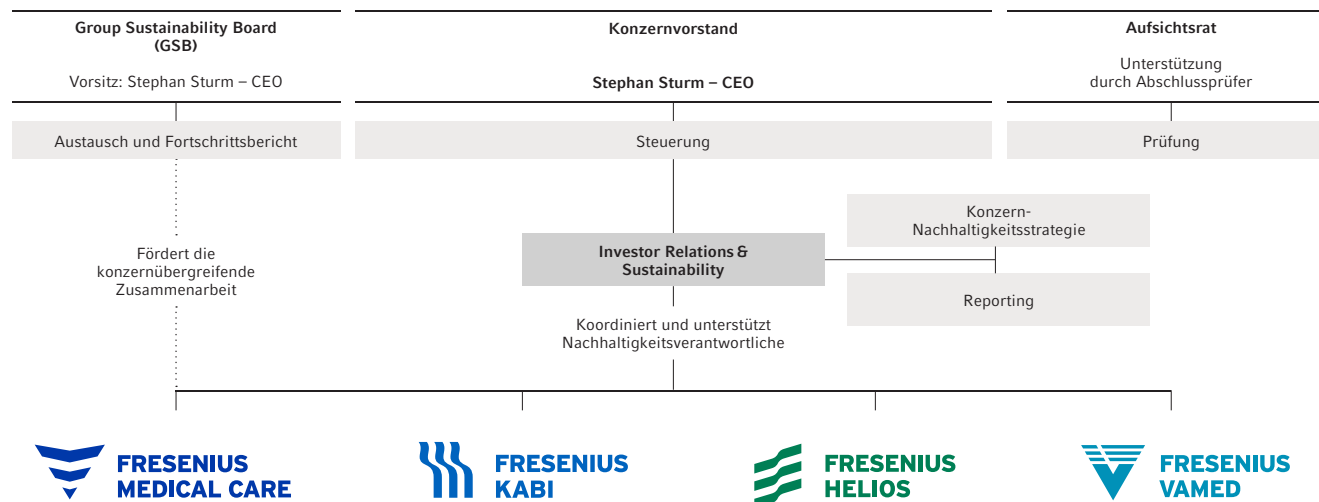 Group Sustainability Board
(GSB)
Vorsitz: Stephan Sturm – CEO
Konzernvorstand
Stephan Sturm – CEO
Aufsichtsrat
Unterstützung
durch Abschlussprüfer
Austausch und Fortschrittsbericht
Steuerung
Prüfung
Fördert die
konzernübergreifende
Zusammenarbeit
Investor Relations &
Sustainability
Konzern-
Nachhaltigkeitsstrategie
Reporting
Koordiniert und unterstützt
Nachhaltigkeitsverantwortliche
FRESENIUS
MEDICAL CARE
FRESENIUS
KABI
FRESENIUS
HELIOS
FRESENIUS
VAMED